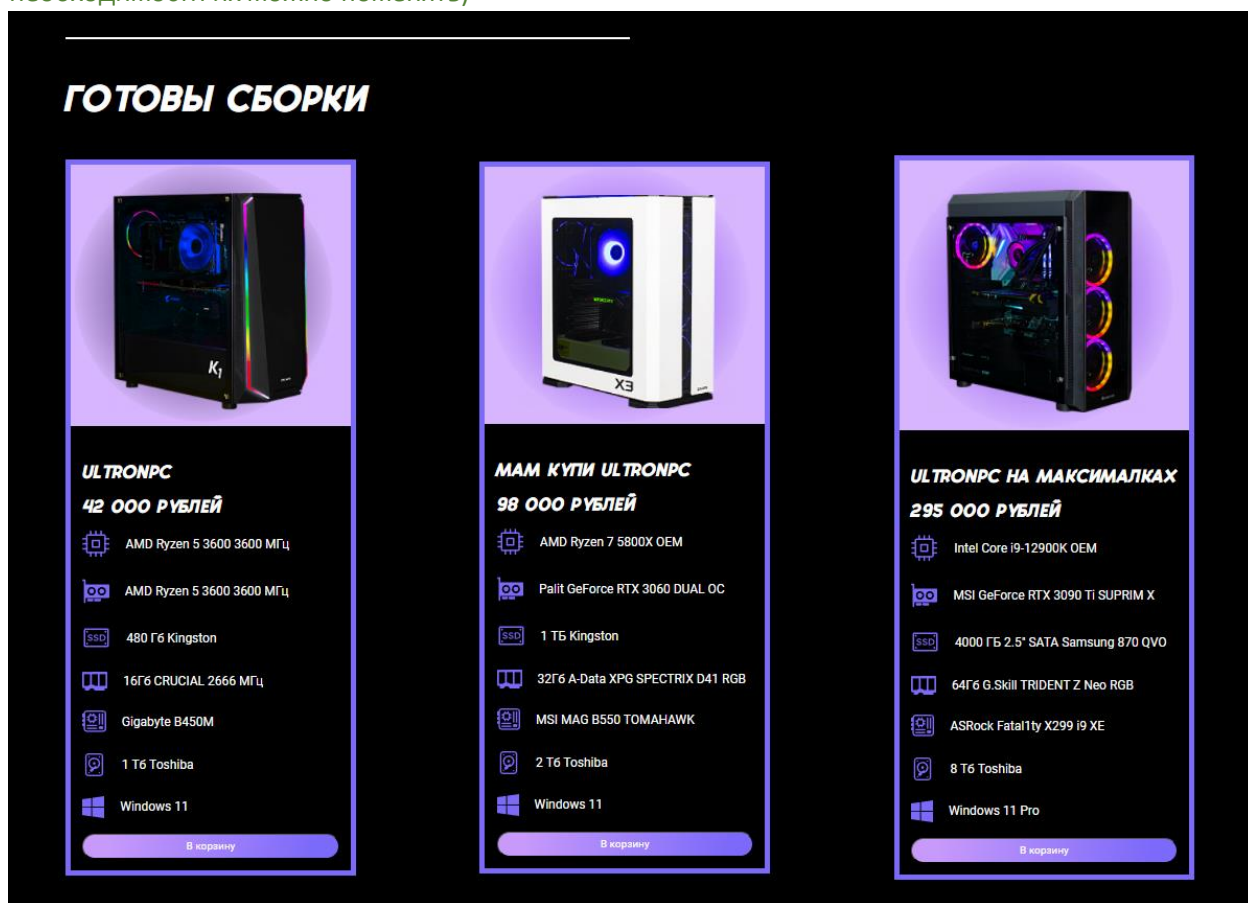 ГОТОВЫ СБОРКИ
K1
ULTRONPC
42 000 РУБЛЕЙ
AMD Ryzen 5 3600 3600 МГц
AMD Ryzen 5 3600 3600 МГц
SSD
480 Гб Kingston
16Гб CRUCIAL 2666 МГц
Gigabyte B450M
1 Тб Toshiba
Windows 11
В корзину
X3
МАМ КУПИ ULTRONPC
98 000 РУБЛЕЙ
AMD Ryzen 7 5800X OEM
Palit GeForce RTX 3060 DUAL OC
SSD
1 ТБ Kingston
32Гб A-Data XPG SPECTRIX D41 RGB
MSI MAG B550 TOMAHAWK
2 Тб Toshiba
Windows 11
В корзину
ULTRONPC НА МАКСИМАЛКАХ
295 000 РУБЛЕЙ
Intel Core i9-12900K OEM
MSI GeForce RTX 3090 Ti SUPRIM X
SSD
4000 ГБ 2.5" SATA Samsung 870 QVO
64Гб G.Skill TRIDENT Z Neo RGB
ASRock Fatal1ty X299 i9 XE
8 Тб Toshiba
Windows 11 Pro
В корзину